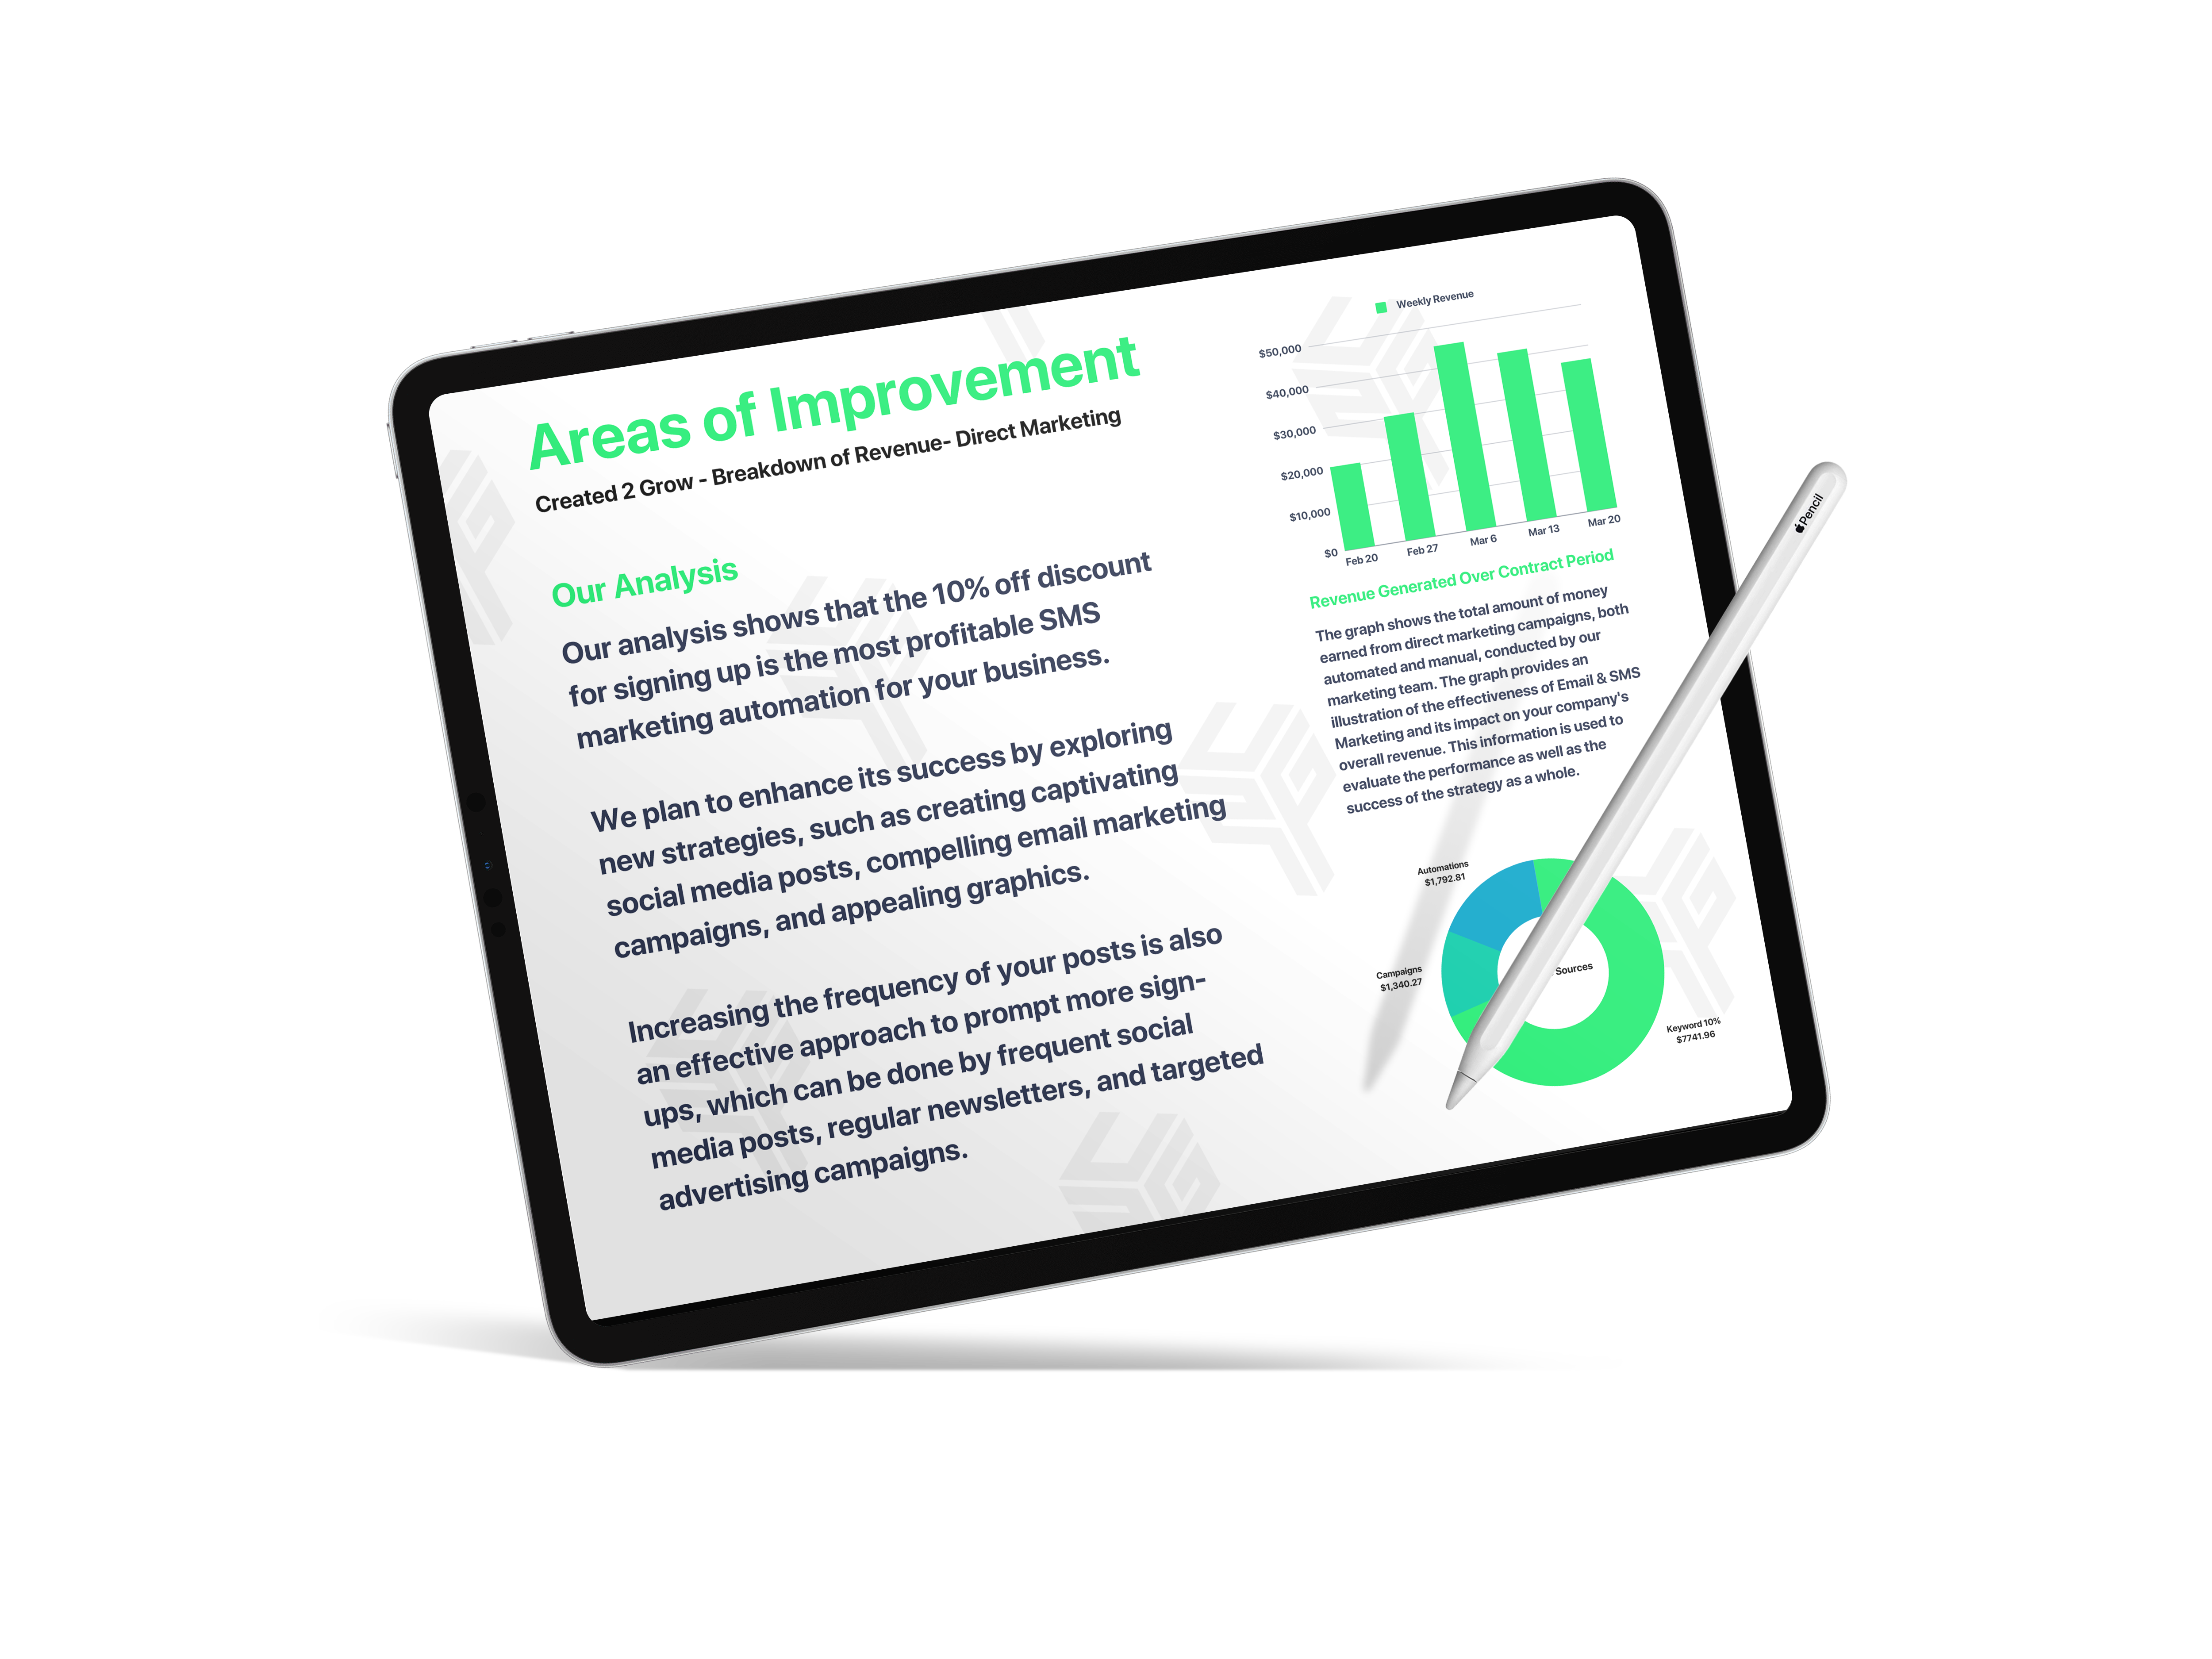 Areas of Improvement
Created 2 Grow - Breakdown of Revenue- Direct Marketing
Our Analysis
Our analysis shows that the 10% off discount
for signing up is the most profitable SMS
marketing automation for your business.
We plan to enhance its success by exploring
new strategies, such as creating captivating
social media posts, compelling email marketing
campaigns, and appealing graphics.
Increasing the frequency of your posts is also
an effective approach to prompt more sign-
ups, which can be done by frequent social
media posts, regular newsletters, and targeted
advertising campaigns.
Weekly Revenue
$50,000
$40,000
$30,000
$20,000
$10,000
$0
Feb 20
Feb 27
Mar 6
Mar 13
Mar 20
Revenue Generated Over Contract Period
The graph shows the total amount of money
earned from direct marketing campaigns, both
automated and manual, conducted by our
marketing team. The graph provides an
illustration of the effectiveness of Email & SMS
Marketing and its impact on your company's
overall revenue. This information is used to
evaluate the performance as well as the
success of the strategy as a whole.
Automations
$1,792.81
Campaigns
$1,340.27
Sources
Keyword 10%
$7741.96
Pencil